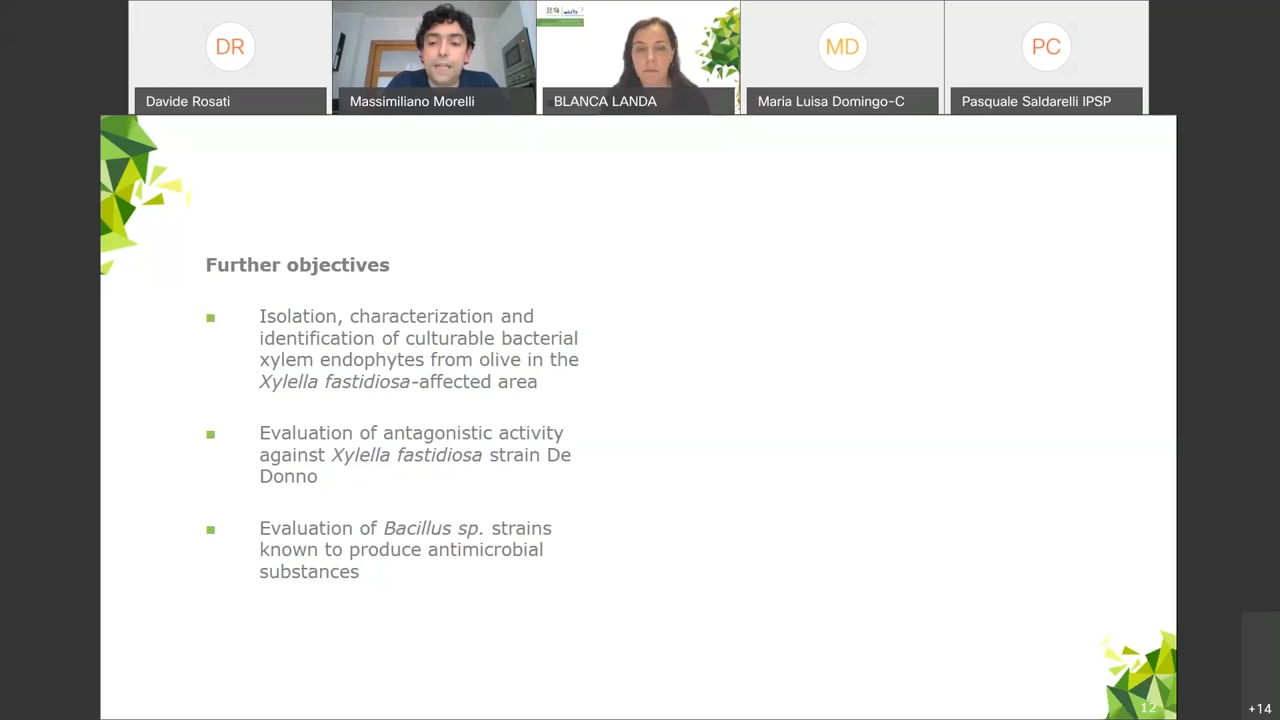 DR
MD
PC
Davide Rosati
Massimiliano Morelli
BLANCA LANDA
Maria Luisa Domingo-C
Pasquale Saldarelli IPSP
Further objectives
Isolation, characterization and
identification of culturable bacterial
xylem endophytes from olive in the
Xylella fastidiosa-affected area
Evaluation of antagonistic activity
against Xylella fastidiosa strain De
Donno
Evaluation of Bacillus sp. strains
known to produce antimicrobial
substances
12
+14